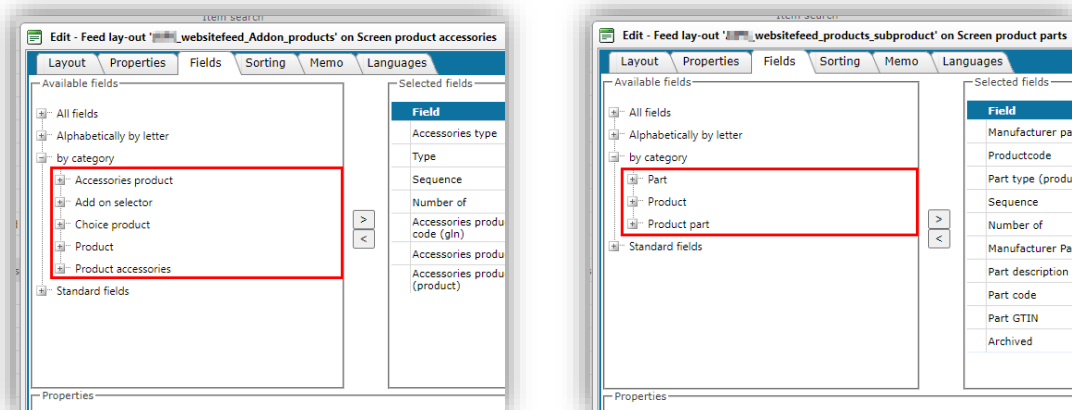 Item search
Edit - Feed lay-out '_websitefeed_Addon_products' on Screen product accessories
Layout Properties Fields Sorting Memo Languages
Available fields
All fields
Alphabetically by letter
by category
Accessories product
Add on selector
Choice product
Product
Product accessories
Standard fields
>
<
Selected fields
Field
Accessories type
Type
Sequence
Number of
Accessories produ
code (gln)
Accessories produ
Accessories produ
(product)
Properties
Item search
Edit - Feed lay-out '_websitefeed_products_subproduct' on Screen product parts
Layout Properties Fields Sorting Memo Languages
Available fields
All fields
Alphabetically by letter
by category
Part
Product
Product part
Standard fields
>
<
Selected fields
Field
Manufacturer pa
Productcode
Part type (produ
Sequence
Number of
Manufacturer Pa
Part description
Part code
Part GTIN
Archived
Properties